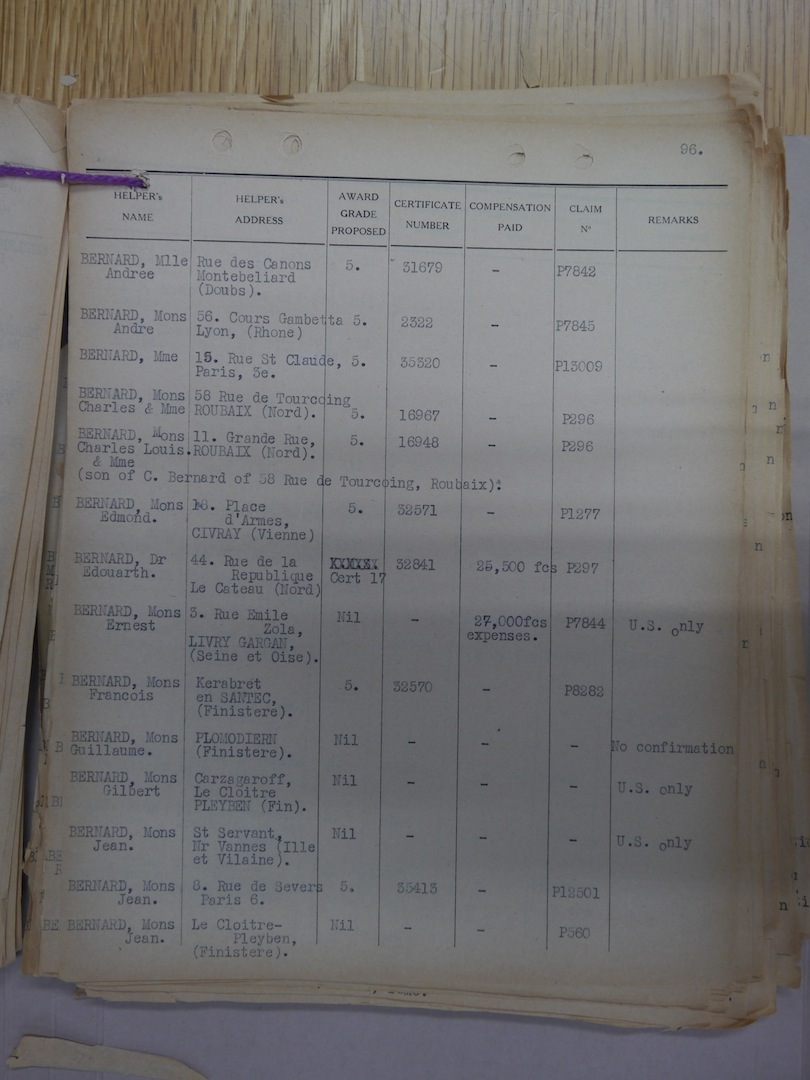 96.
HELPER's NAME HELPER's ADDRESS AWARD GRADE PROPOSED CERTIFICATE NUMBER COMPENSATION PAID CLAIM Nº REMARKS
BERNARD, Mlle Rue des Canons 5. 31679 - P7842
Andree Montebeliard
(Doubs).
BERNARD, Mons 56. Cours Gambetta 5. 2322 - P7845
Andre Lyon, (Rhone)
BERNARD, Mme 15. Rue St Claude, 5. 35320 - P13009
Paris, 3e.
BERNARD, Mons 58 Rue de Tourcoing
Charles & Mme ROUBAIX (Nord). 5. 16967 - P296
BERNARD, Mons 11. Grande Rue, 5. 16948 - P296
Charles Louis. ROUBAIX (Nord).
& Mme
(son of C. Bernard of 58 Rue de Tourcoing, Roubaix).
BERNARD, Mons 18. Place 5. 32571 - P1277
Edmond. d'Armes,
CIVRAY (Vienne)
BERNARD, Dr 44. Rue de la 32841 25,500 fcs P297
Edouarth. Republique Cert 17
Le Cateau (Nord)
BERNARD, Mons 3. Rue Emile Nil - 27,000fcs P7844 U.S. only
Ernest Zola, expenses.
LIVRY GARGAN,
(Seine et Oise).
BERNARD, Mons Kerabret 5. 32570 - P8282
Francois en SANTEC,
(Finistere).
BERNARD, Mons PLOMODIERN Nil - - - No confirmation
Guillaume. (Finistere).
BERNARD, Mons Carzagaroff, Nil - - - U.S. only
Gilbert Le Cloitre
PLEYBEN (Fin).
BERNARD, Mons St Servant, Nil - - - U.S. only
Jean. Nr Vannes (Ille
et Vilaine).
BERNARD, Mons 8. Rue de Severs 5. 35413 - P12501
Jean. Paris 6.
BERNARD, Mons Le Cloitre- Nil - - P560
Jean. Pleyben,
(Finistere).